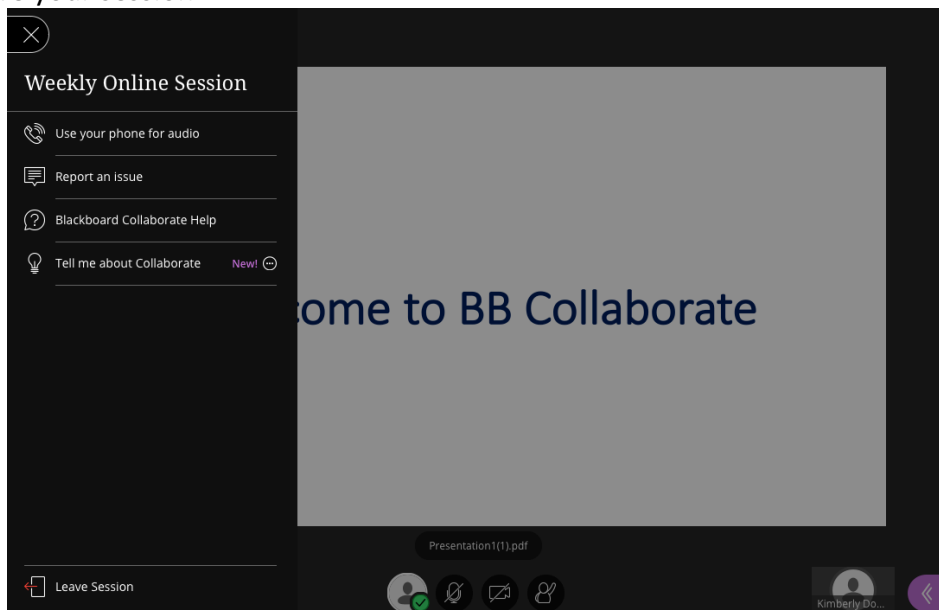 Weekly Online Session
Use your phone for audio
Report an issue
Blackboard Collaborate Help
Tell me about Collaborate New!
ome to BB Collaborate
Presentation1(1).pdf
Leave Session
Kimberly Do...